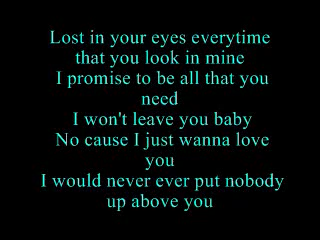 Lost in your eyes everytime
that you look in mine
I promise to be all that you
need
I won't leave you baby
No cause I just wanna love
you
I would never ever put nobody
up above you